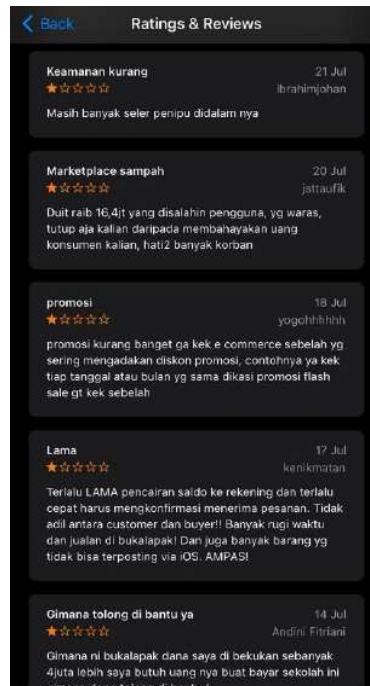 Back Ratings & Reviews
Keamanan kurang 21 Jul
ibrahimjohan
Masih banyak seler penipu didalam nya
Marketplace sampah 20 Jul
jsttaufik
Duit raib 16,4jt yang disalahin pengguna, yg waras,
tutup aja kalian daripada membahayakan uang
konsumen kalian, hati2 banyak korban
promosi 18 Jul
yogohhhhhh
promosi kurang banget ga kek e commerce sebelah yg
sering mengadakan diskon promosi, contohnya ya kek
tiap tanggal atau bulan yg sama dikasi promosi flash
sale gt kek sebelah
Lama 17 Jul
kenikmatan
Terlalu LAMA pencairan saldo ke rekening dan terlalu
cepat harus mengkonfirmasi menerima pesanan. Tidak
adil antara customer dan buyer!! Banyak rugi waktu
dan jualan di bukalapak! Dan juga banyak barang yg
tidak bisa terposting via iOS. AMPAS!
Gimana ni tolong di bantu ya 14 Jul
Andini Fitriani
Gimana ni bukalapak dana saya di bekukan sebanyak
4juta lebih saya butuh uang nya buat bayar sekolah ini